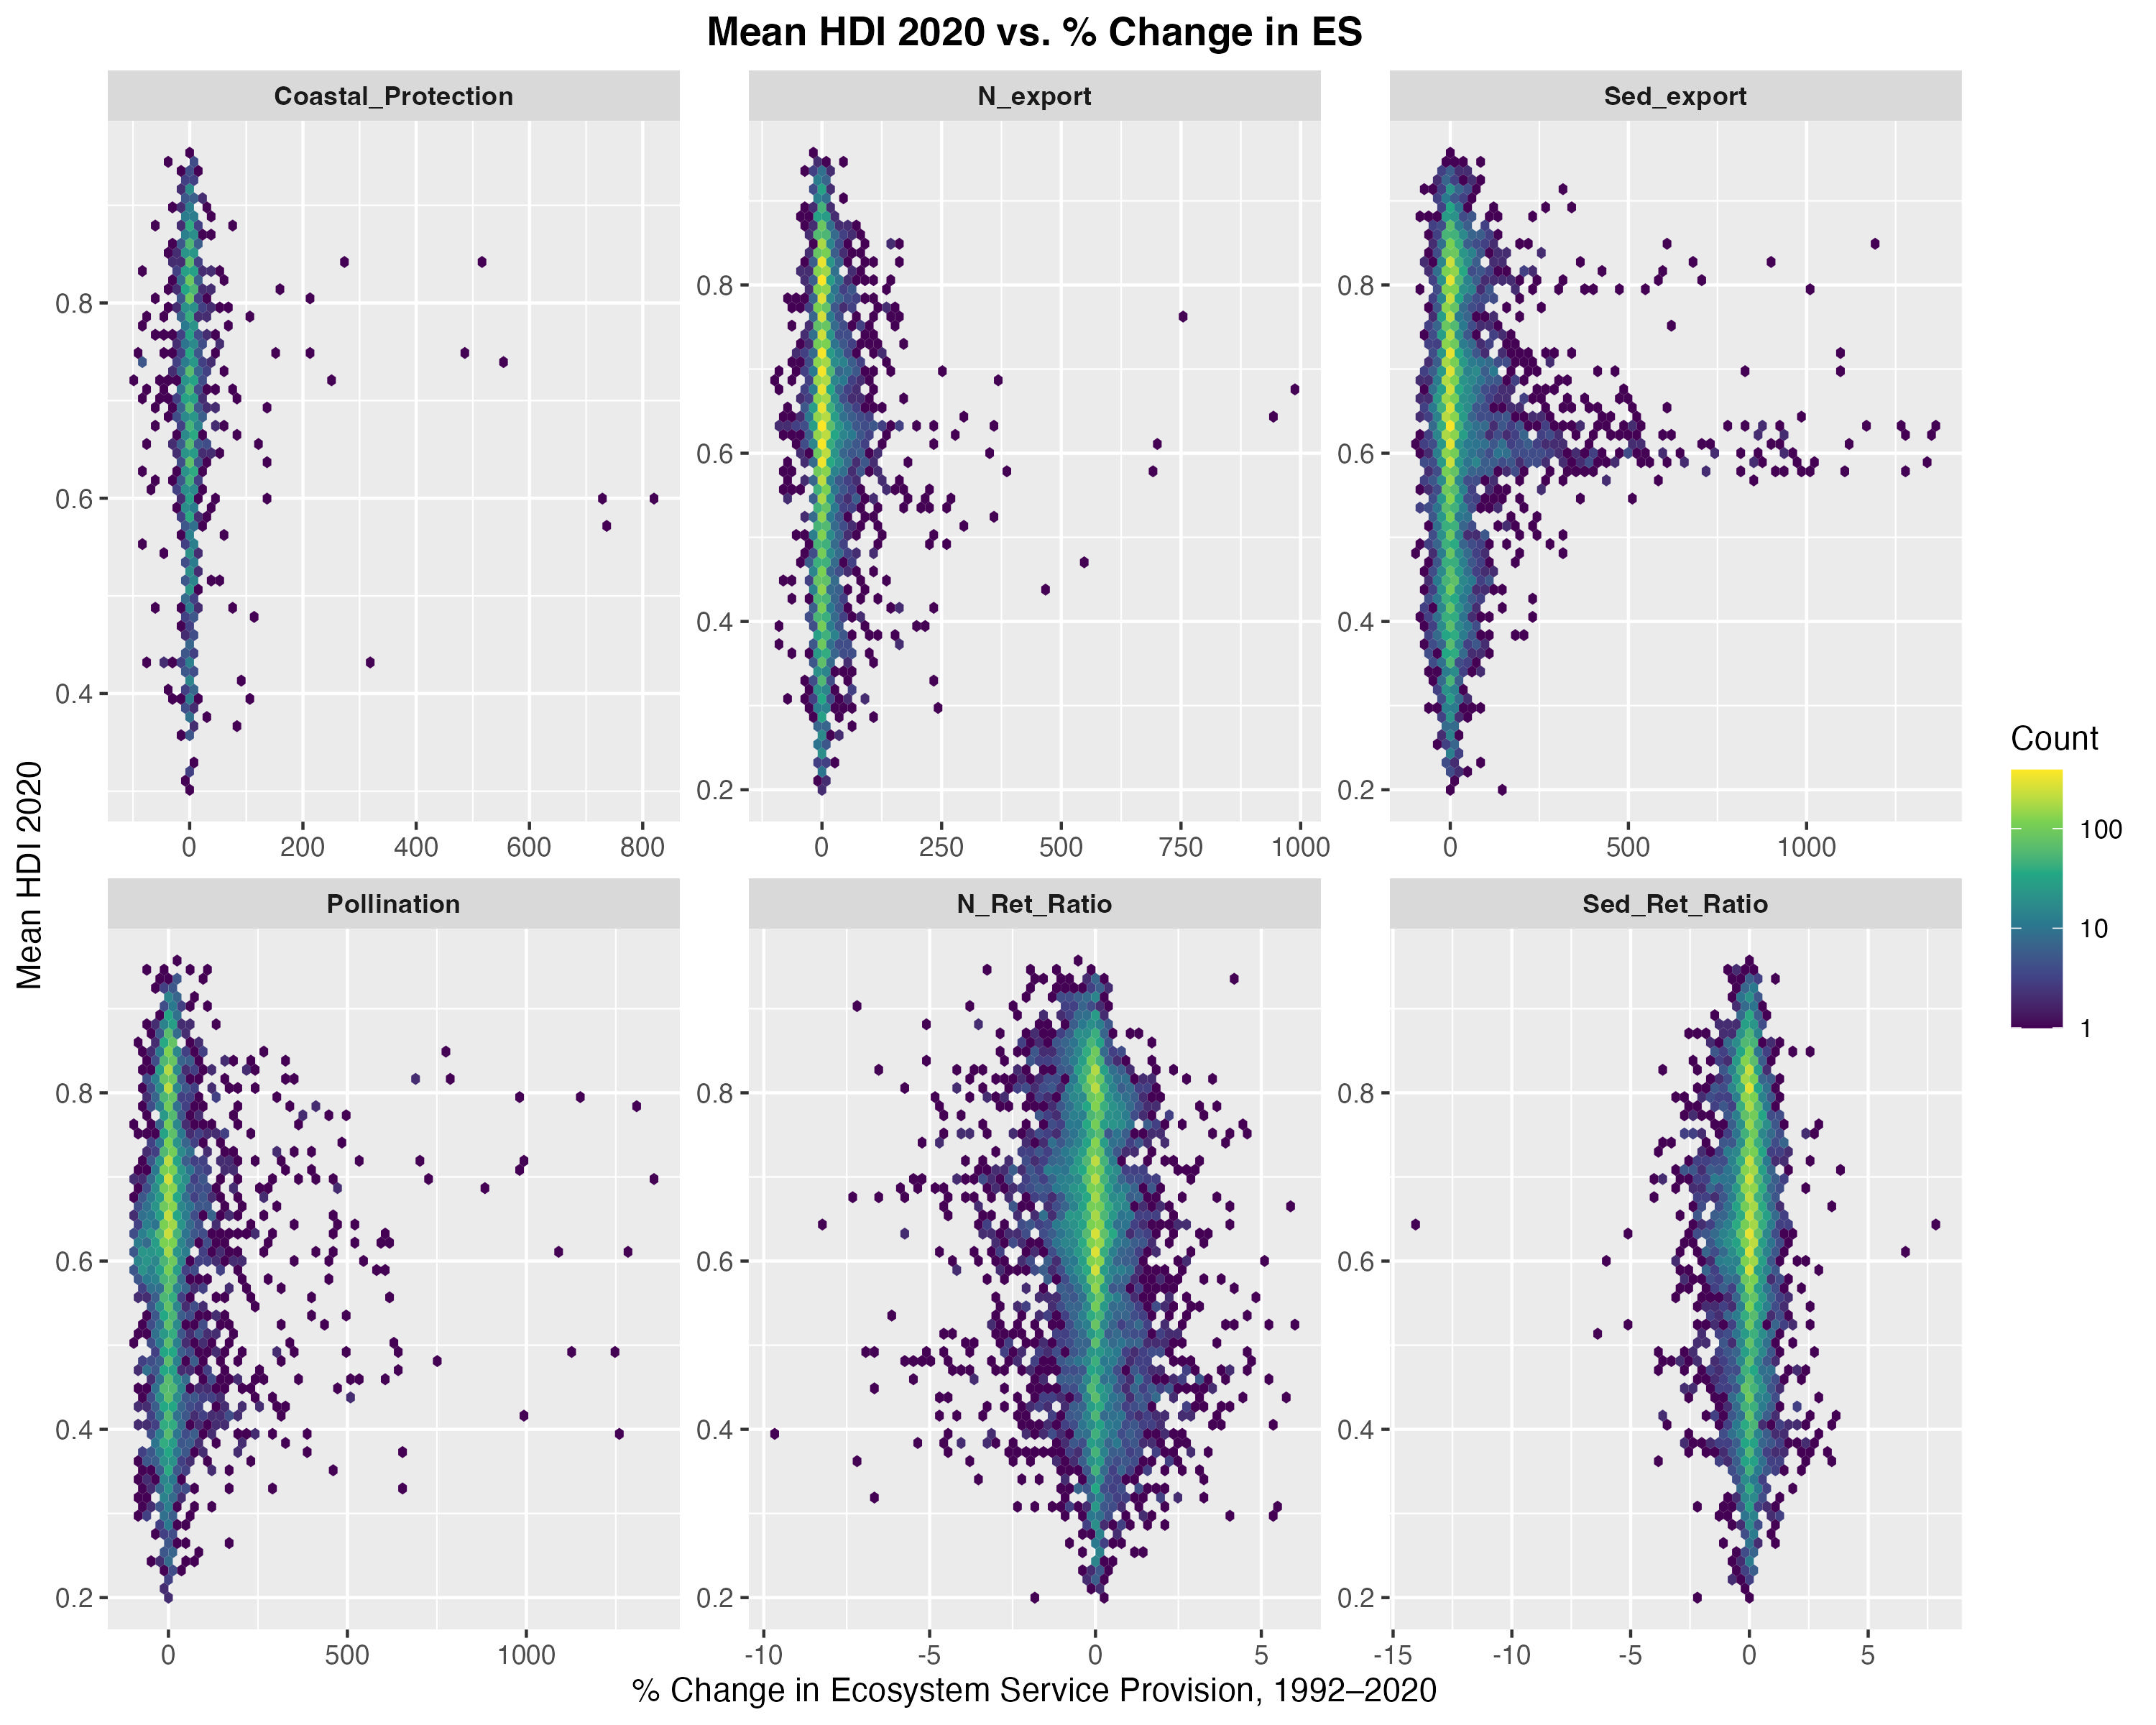 Mean HDI 2020 vs. % Change in ES
Coastal_Protection
N_export
Sed_export
0.8
0.6
0.4
0 200 400 600 800
0.8
0.6
0.4
0.2
0 250 500 750 1000
0.8
0.6
0.4
0.2
0 500 1000
Mean HDI 2020
Pollination
N_Ret_Ratio
Sed_Ret_Ratio
0.8
0.6
0.4
0.2
0 500 1000
0.8
0.6
0.4
0.2
-10 -5 0 5
0.8
0.6
0.4
0.2
-15 -10 -5 0 5
% Change in Ecosystem Service Provision, 1992–2020
Count
100
10
1